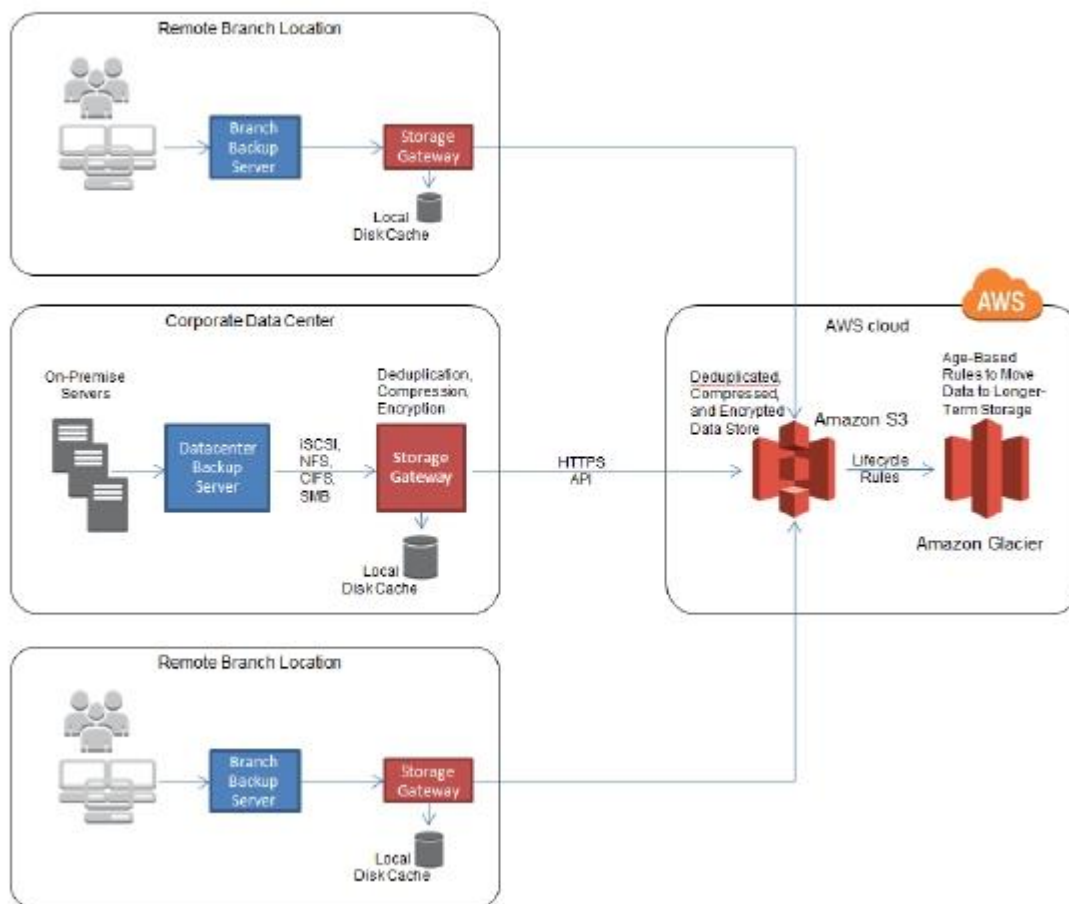 Remote Branch Location
Branch
Backup
Server
Storage
Gateway
Local
Disk Cache
Corporate Data Center
On-Premise
Servers
Datacenter
Backup
Server
iSCSI,
NFS,
CIFS,
SMB
Deduplication,
Compression,
Encryption
Storage
Gateway
Local
Disk Cache
HTTPS
API
AWS
AWS cloud
Deduplicated,
Compressed,
and Encrypted
Data Store
Amazon S3
Lifecycle
Rules
Age-Based
Rules to Move
Data to Longer-
Term Storage
Amazon Glacier
Remote Branch Location
Branch
Backup
Server
Storage
Gateway
Local
Disk Cache